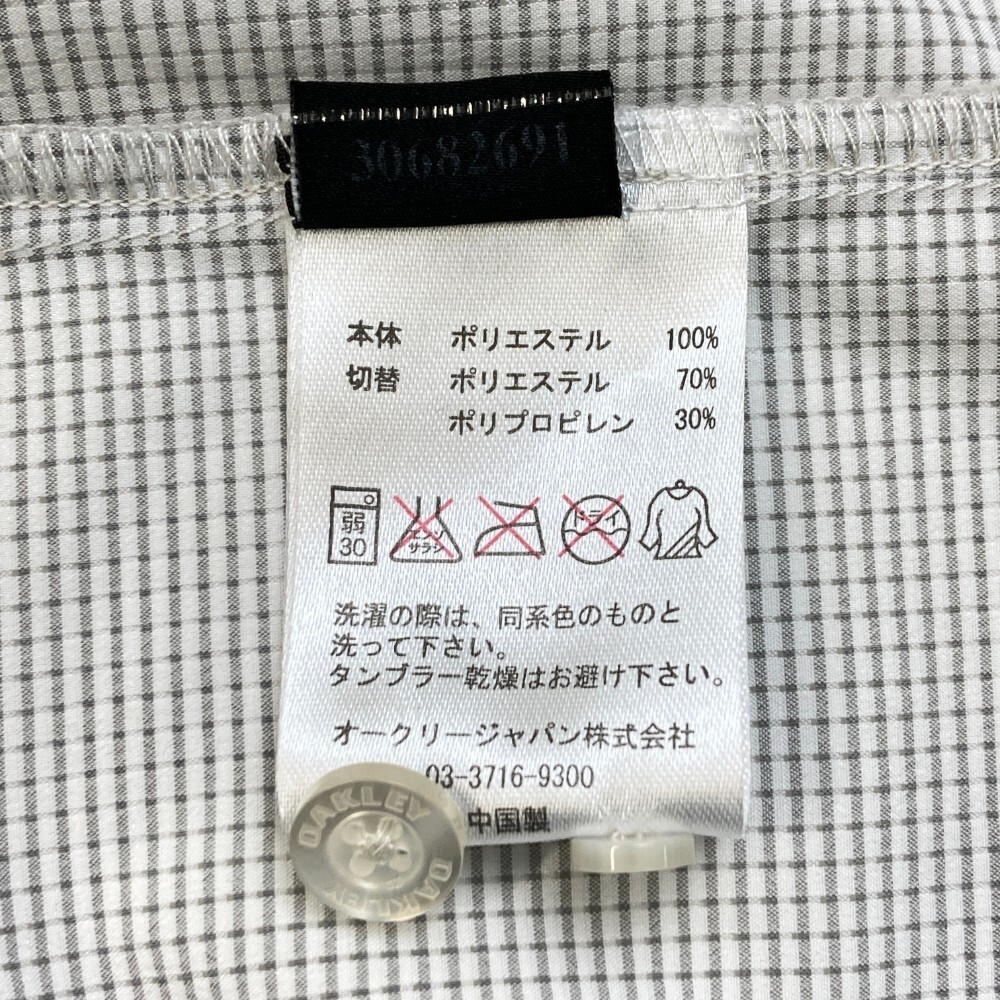 30682691
本体 ポリエステル 100%
切替 ポリエステル 70%
ポリプロピレン 30%
弱
30
エンソ
サラシ
ドライ
洗濯の際は、同系色のものと
洗って下さい。
タンブラー乾燥はお避け下さい。
オークリージャパン株式会社
03-3716-9300
中国製
OAKLEY
OAKLEY